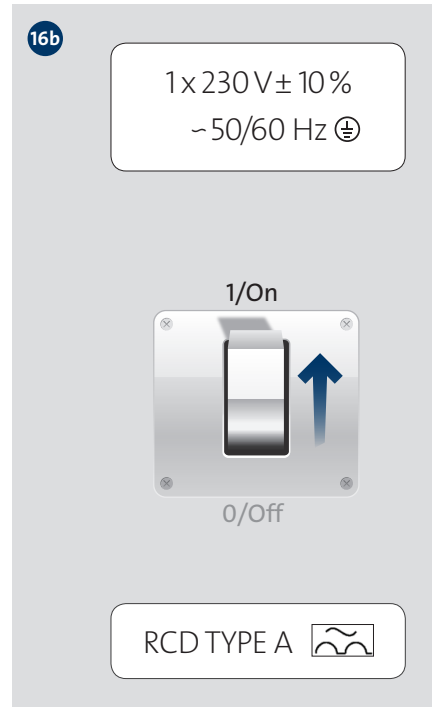 16b
1 x 230 V ± 10 %
~50/60 Hz
1/On
0/Off
RCD TYPE A